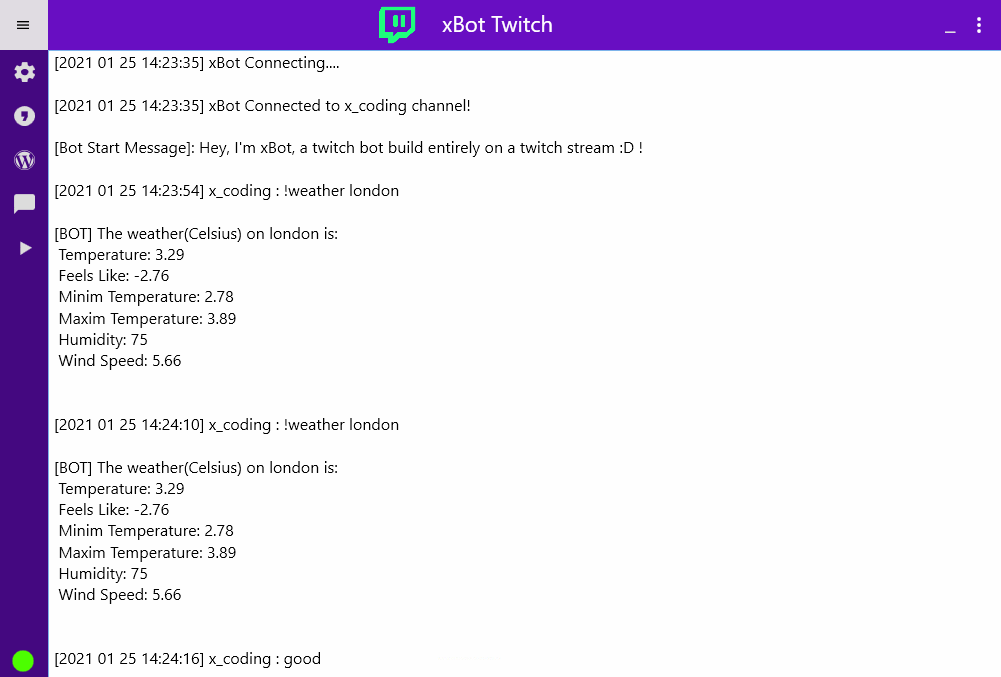 xBot Twitch
[2021 01 25 14:23:35] xBot Connecting....
[2021 01 25 14:23:35] xBot Connected to x_coding channel!
[Bot Start Message]: Hey, I'm xBot, a twitch bot build entirely on a twitch stream :D !
[2021 01 25 14:23:54] x_coding : !weather london
[BOT] The weather(Celsius) on london is:
Temperature: 3.29
Feels Like: -2.76
Minim Temperature: 2.78
Maxim Temperature: 3.89
Humidity: 75
Wind Speed: 5.66
[2021 01 25 14:24:10] x_coding : !weather london
[BOT] The weather(Celsius) on london is:
Temperature: 3.29
Feels Like: -2.76
Minim Temperature: 2.78
Maxim Temperature: 3.89
Humidity: 75
Wind Speed: 5.66
[2021 01 25 14:24:16] x_coding : good